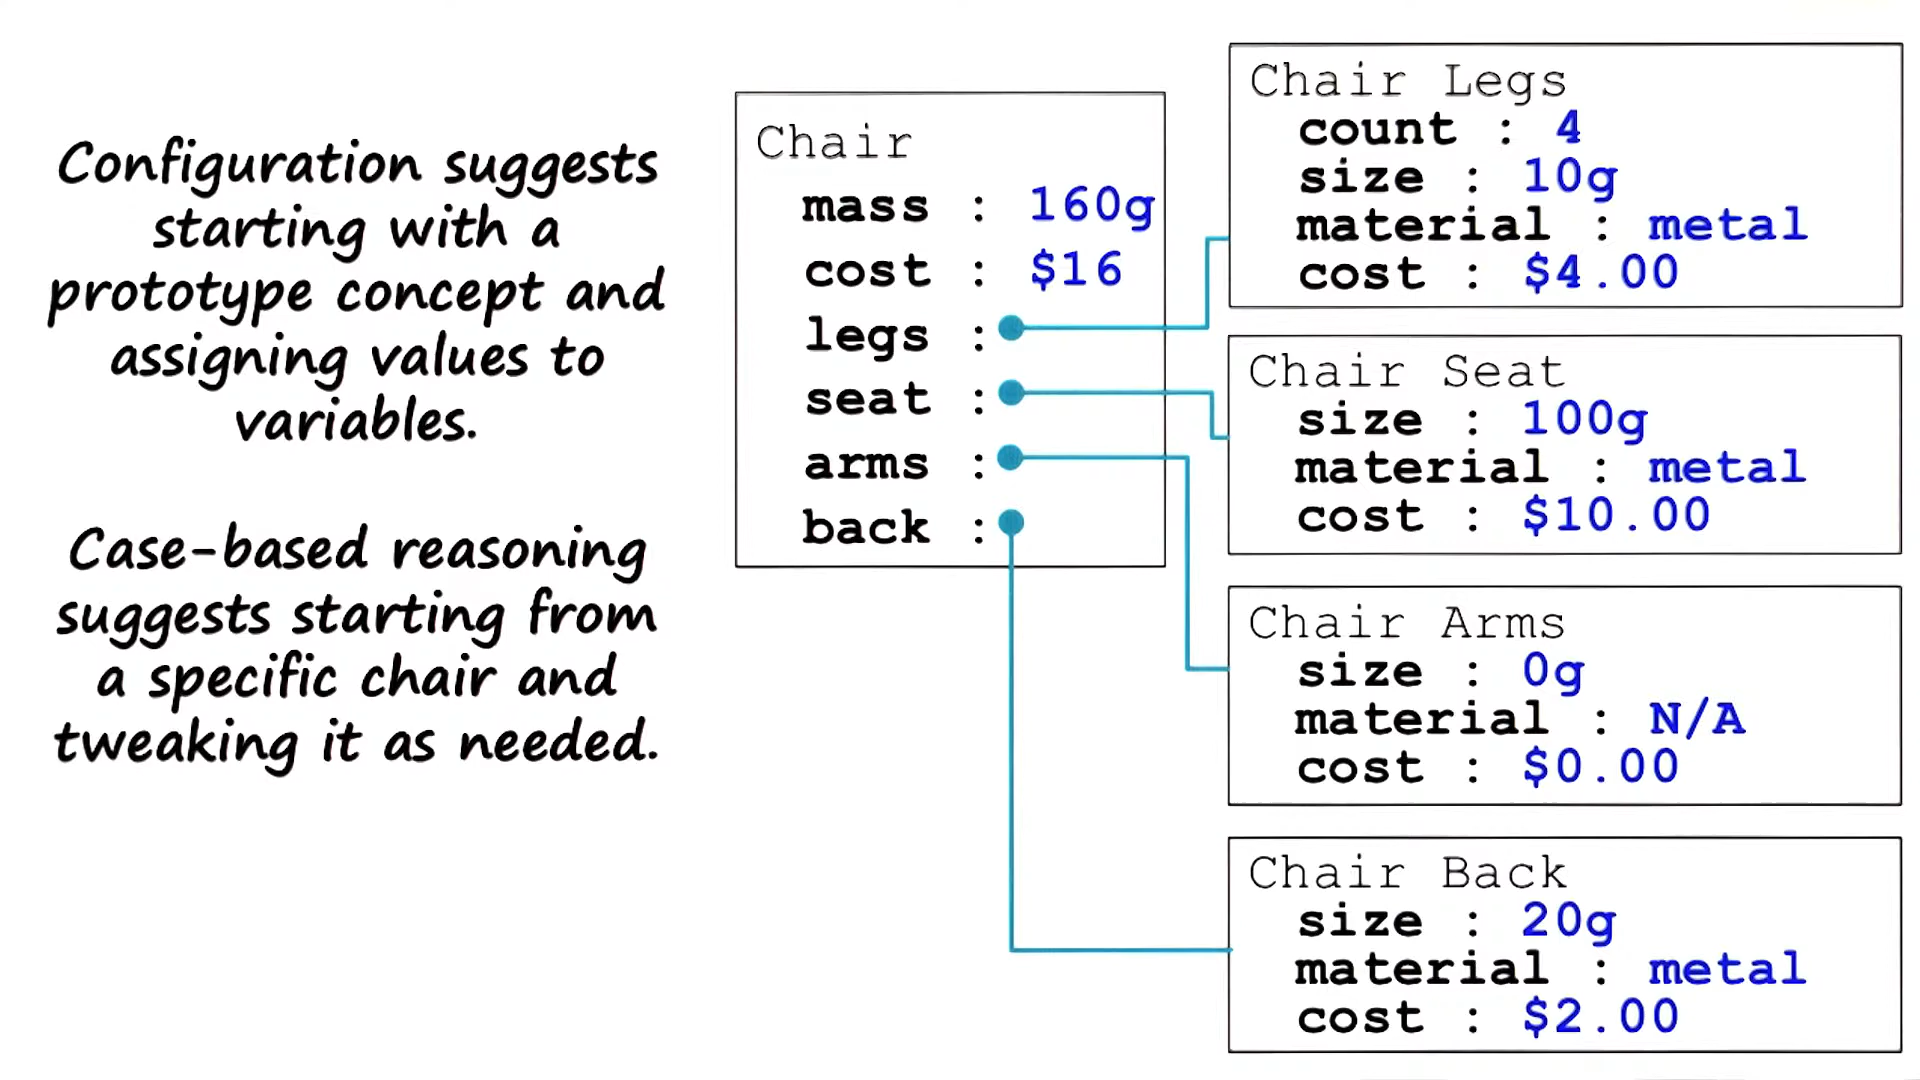 Configuration suggests
starting with a
prototype concept and
assigning values to
variables.
Case-based reasoning
suggests starting from
a specific chair and
tweaking it as needed.
Chair
mass : 160g
cost : $16
legs :
seat :
arms :
back :
Chair Legs
count : 4
size : 10g
material : metal
cost : $4.00
Chair Seat
size : 100g
material : metal
cost : $10.00
Chair Arms
size : 0g
material : N/A
cost : $0.00
Chair Back
size : 20g
material : metal
cost : $2.00